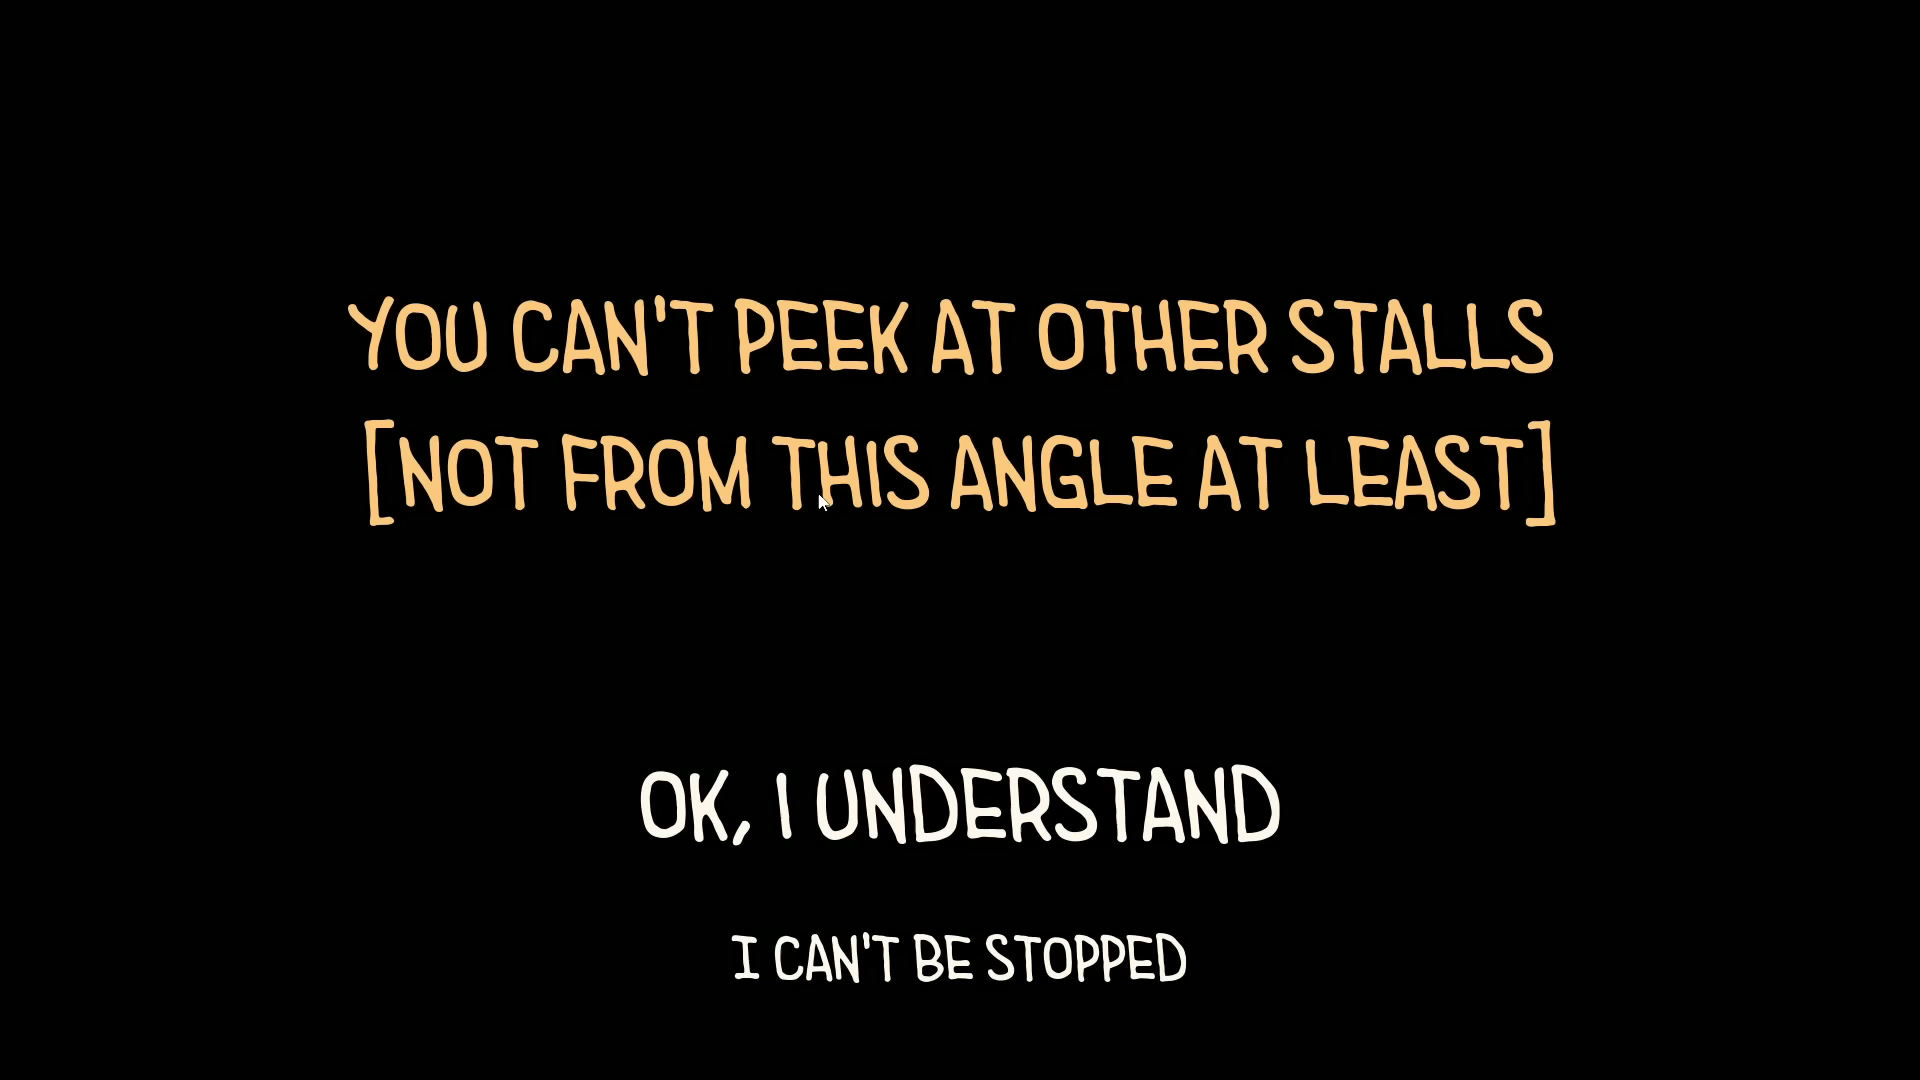 YOU CAN'T PEEK AT OTHER STALLS
[NOT FROM THIS ANGLE AT LEAST]
OK, I UNDERSTAND
I CAN'T BE STOPPED